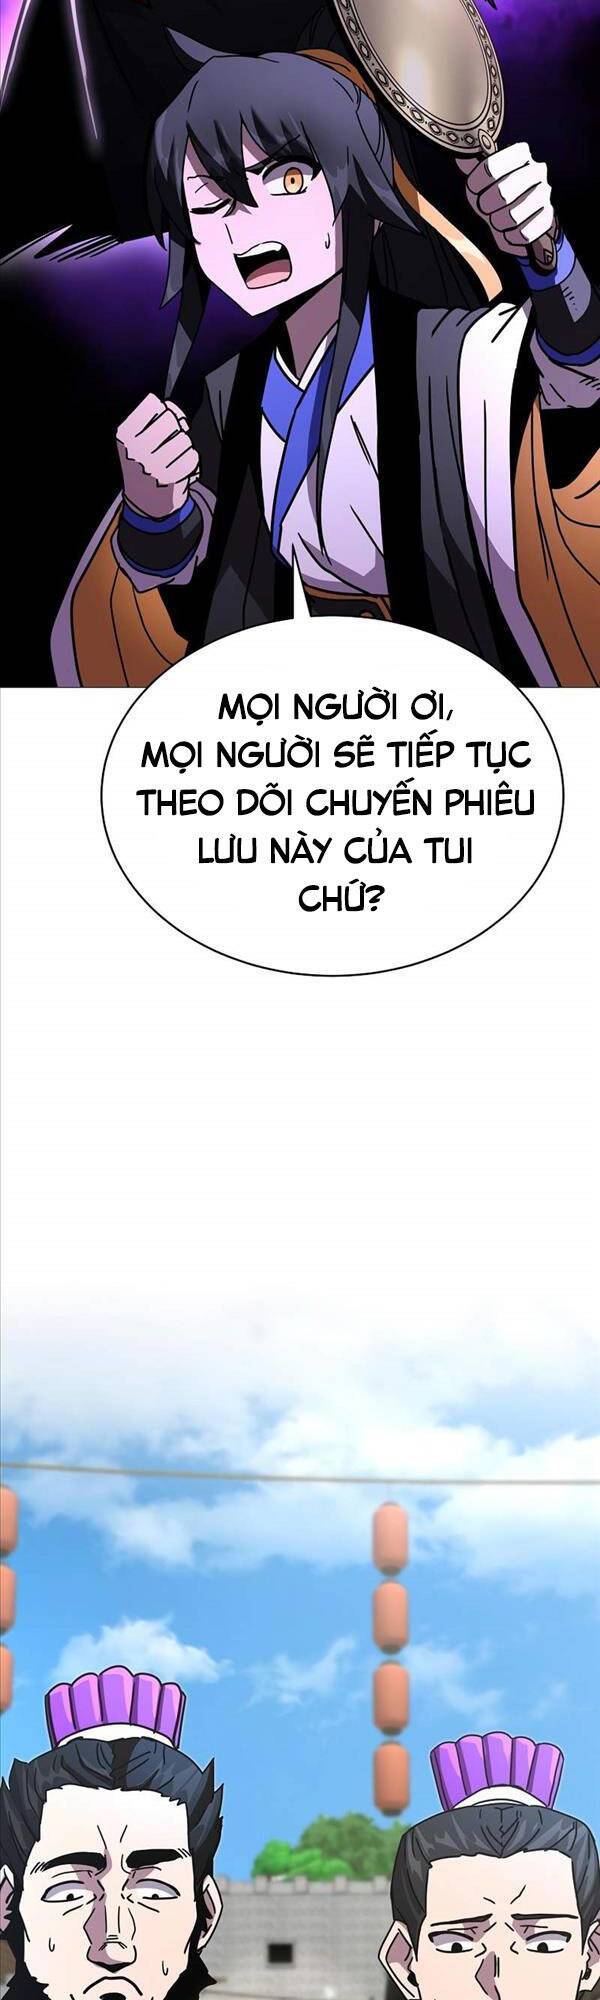 MỌI NGƯỜI ƠI,
MỌI NGƯỜI SẼ TIẾP TỤC
THEO DÕI CHUYẾN PHIÊU
LƯU NÀY CỦA TUI
CHỨ?